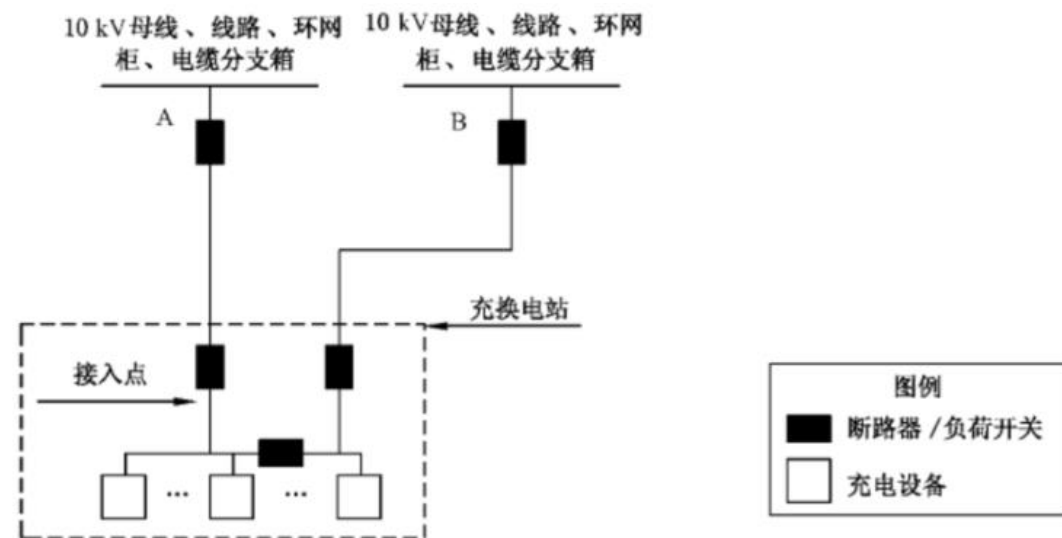 10 kV母线、线路、环网
柜、电缆分支箱
10 kV母线、线路、环网
柜、电缆分支箱
A
B
充换电站
接入点
...
...
图例
断路器/负荷开关
充电设备